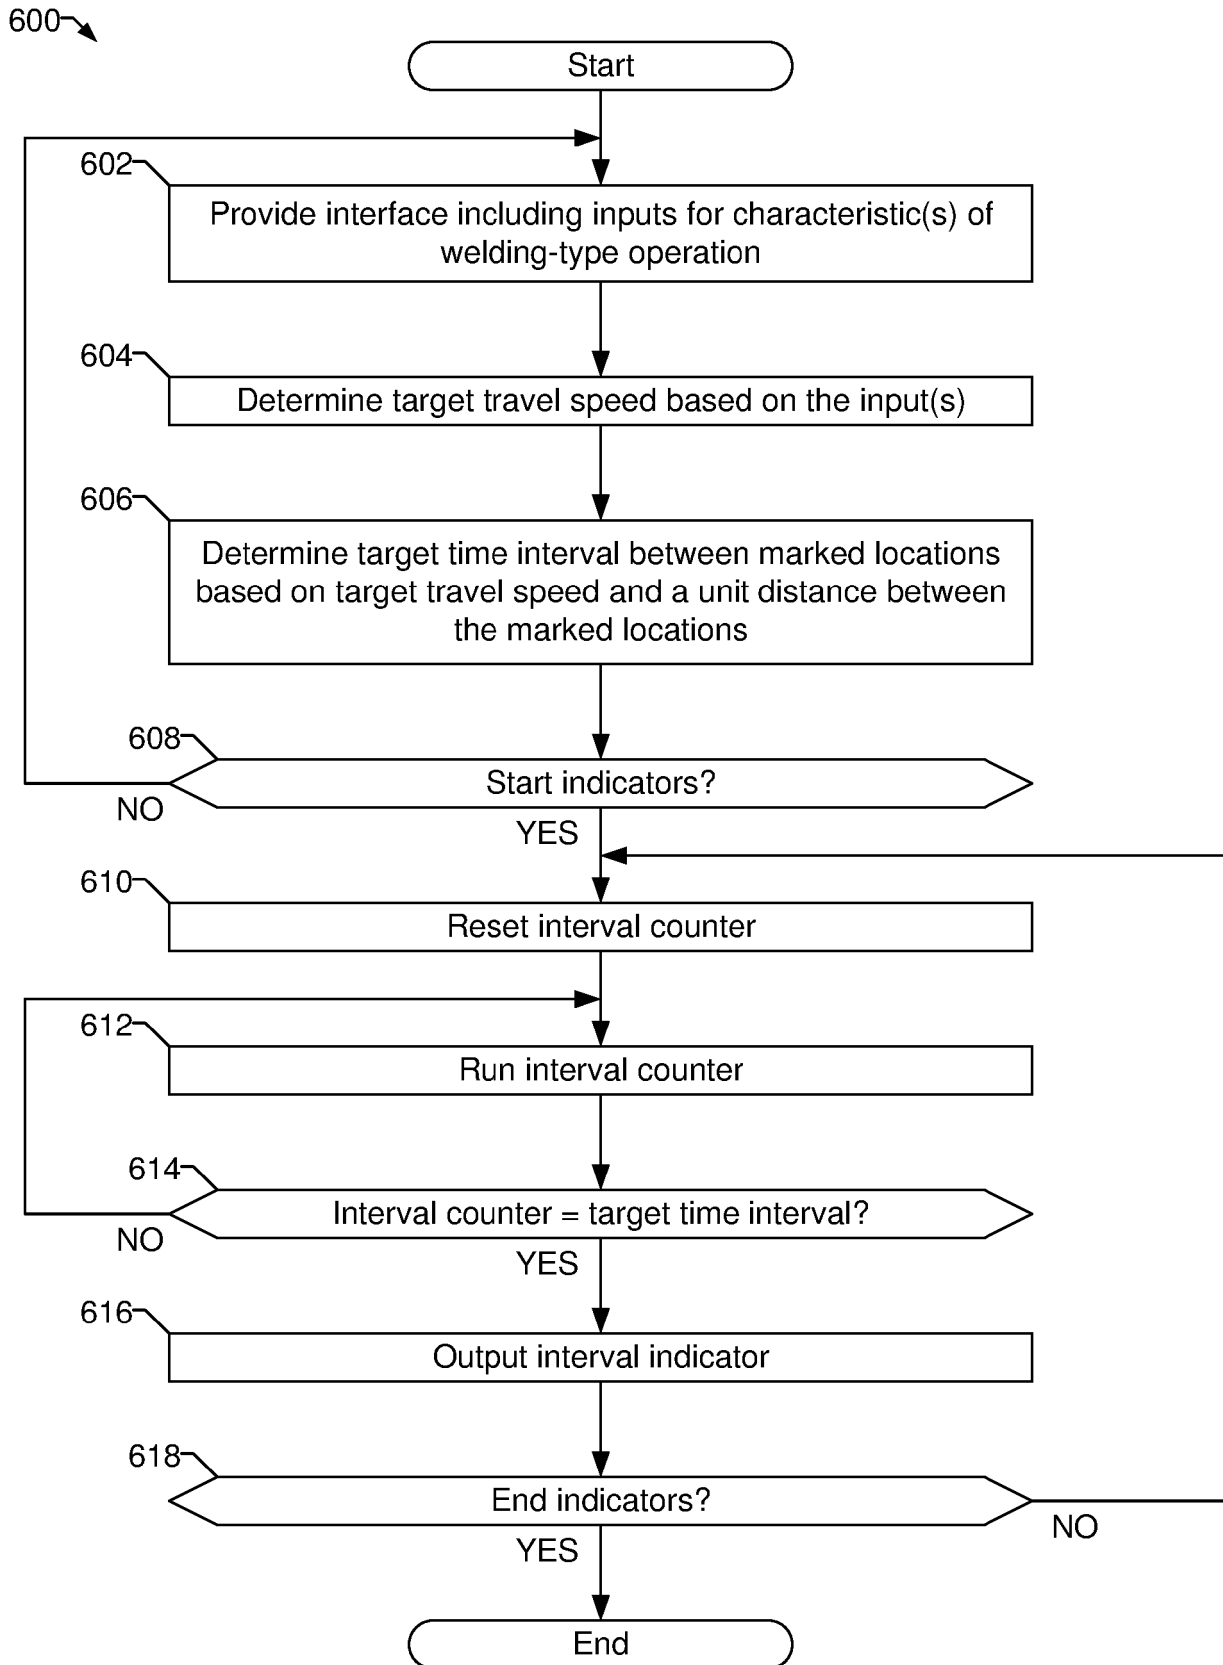 600
Start
602
Provide interface including inputs for characteristic(s) of
welding-type operation
604
Determine target travel speed based on the input(s)
606
Determine target time interval between marked locations
based on target travel speed and a unit distance between
the marked locations
608
Start indicators?
NO
YES
610
Reset interval counter
612
Run interval counter
614
Interval counter = target time interval?
NO
YES
616
Output interval indicator
618
End indicators?
NO
YES
End